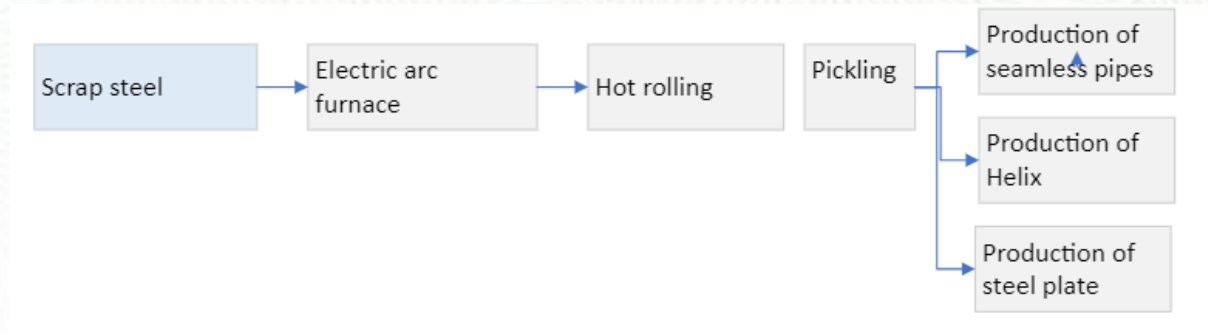 Scrap steel
Electric arc
furnace
Hot rolling
Pickling
Production of
seamless pipes
Production of
Helix
Production of
steel plate